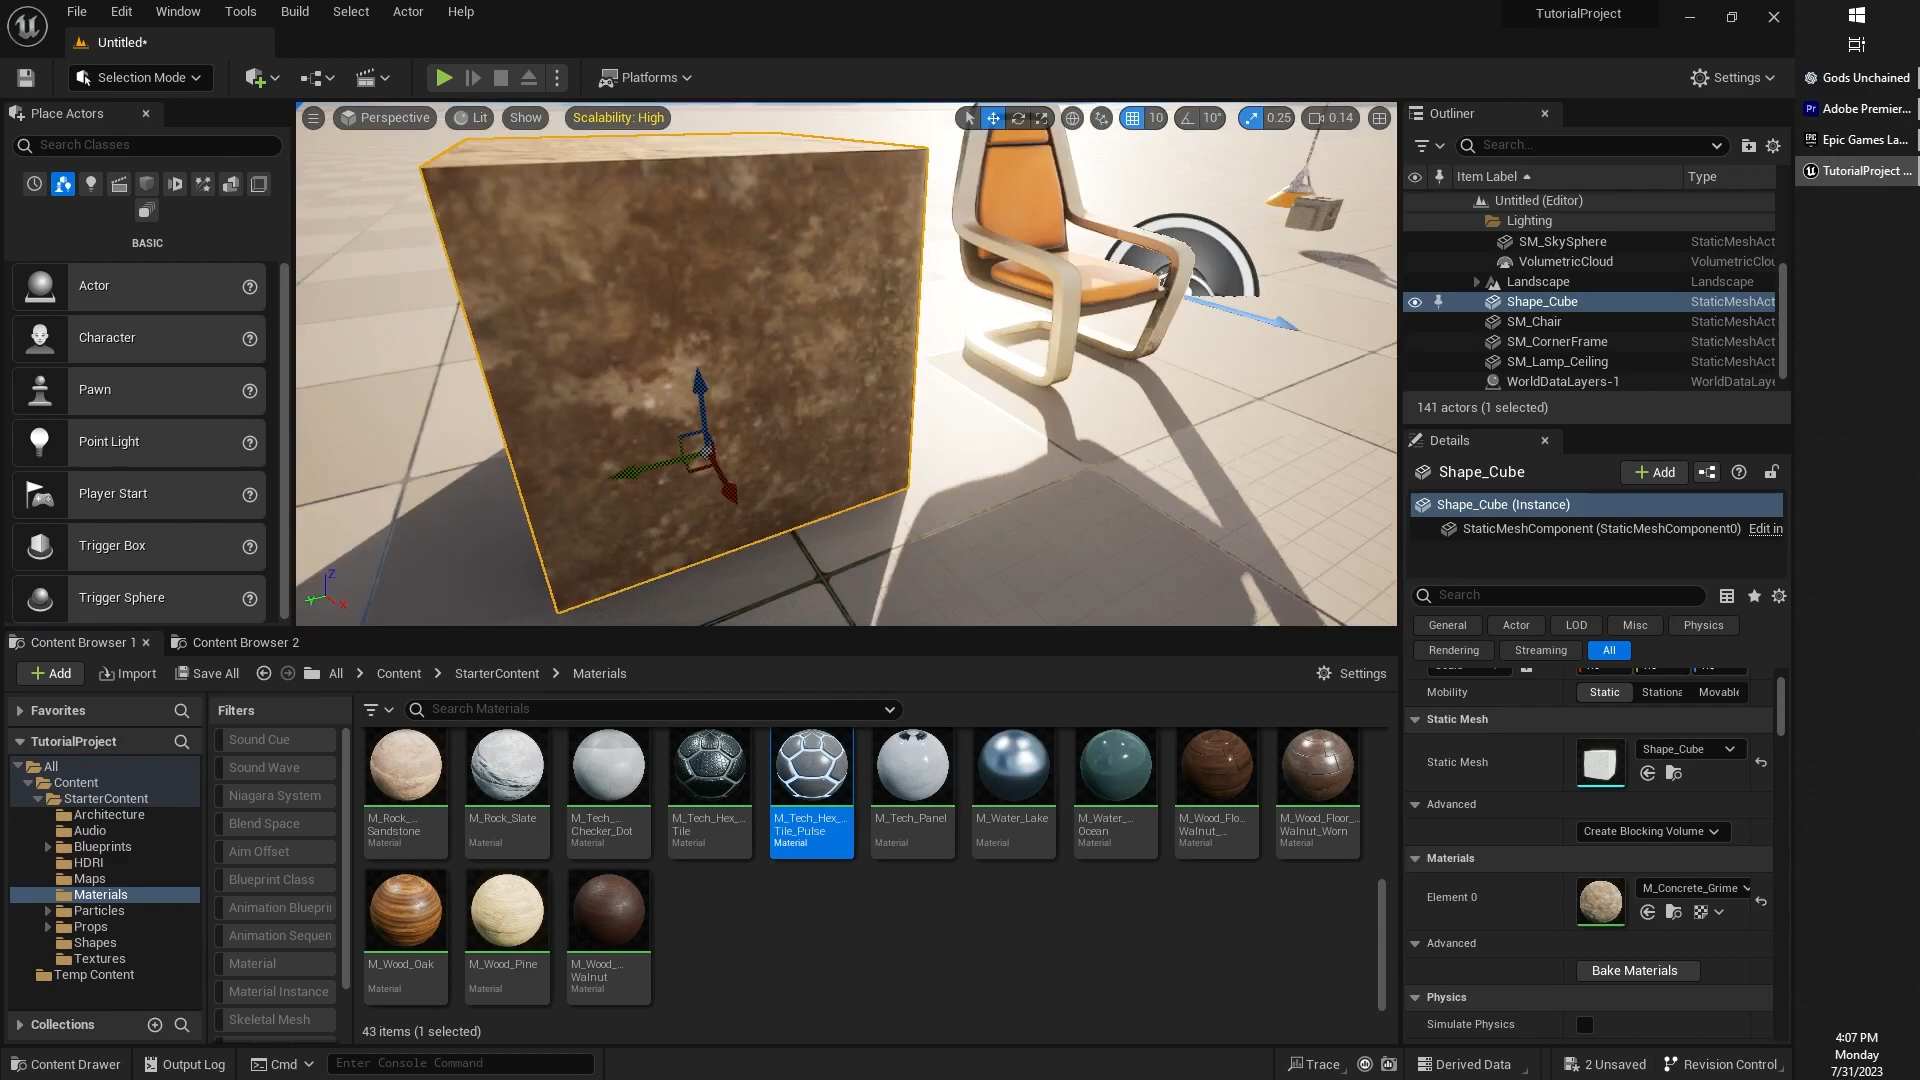 File Edit Window Tools Build Select Actor Help
TutorialProject
Untitled*
Selection Mode
Platforms
Settings
Gods Unchained
Pr Adobe Premier...
EPIC Epic Games La...
TutorialProject ...
Place Actors
Search Classes
BASIC
Actor
Character
Pawn
Point Light
Player Start
Trigger Box
Trigger Sphere
Perspective
Lit
Show
Scalability: High
10
10°
0.25
0.14
Z
Y
X
Outliner
Search...
Item Label
Type
Untitled (Editor)
Lighting
SM_SkySphere StaticMeshAct
VolumetricCloud VolumetricClou
Landscape Landscape
Shape_Cube StaticMeshAct
SM_Chair StaticMeshAct
SM_CornerFrame StaticMeshAct
SM_Lamp_Ceiling StaticMeshAct
WorldDataLayers-1 WorldDataLaye
141 actors (1 selected)
Details
Shape_Cube
Add
Shape_Cube (Instance)
StaticMeshComponent (StaticMeshComponent0) Edit in
Search
General Actor LOD Misc Physics
Rendering Streaming All
Mobility Static Stationa Movable
Static Mesh
Static Mesh Shape_Cube
Advanced
Create Blocking Volume
Materials
Element 0 M_Concrete_Grime
Advanced
Bake Materials
Physics
Simulate Physics
Content Browser 1
Content Browser 2
Add Import Save All All Content StarterContent Materials Settings
Favorites
TutorialProject
All
Content
StarterContent
Architecture
Audio
Blueprints
HDRI
Maps
Materials
Particles
Props
Shapes
Textures
Temp Content
Collections
Filters
Sound Cue
Sound Wave
Niagara System
Blend Space
Aim Offset
Blueprint Class
Animation Blueprin
Animation Sequen
Material
Material Instance
Skeletal Mesh
Search Materials
M_Rock_...
Sandstone
Material
M_Rock_Slate
Material
M_Tech_...
Checker_Dot
Material
M_Tech_Hex_...
Tile
Material
M_Tech_Hex_...
Tile_Pulse
Material
M_Tech_Panel
Material
M_Water_Lake
Material
M_Water_...
Ocean
Material
M_Wood_Flo...
Walnut_...
Material
M_Wood_Floor_...
Walnut_Worn
Material
M_Wood_Oak
Material
M_Wood_Pine
Material
M_Wood_...
Walnut
Material
43 items (1 selected)
Content Drawer
Output Log
Cmd
Enter Console Command
Trace
Derived Data
2 Unsaved
Revision Control
4:07 PM
Monday
7/31/2023